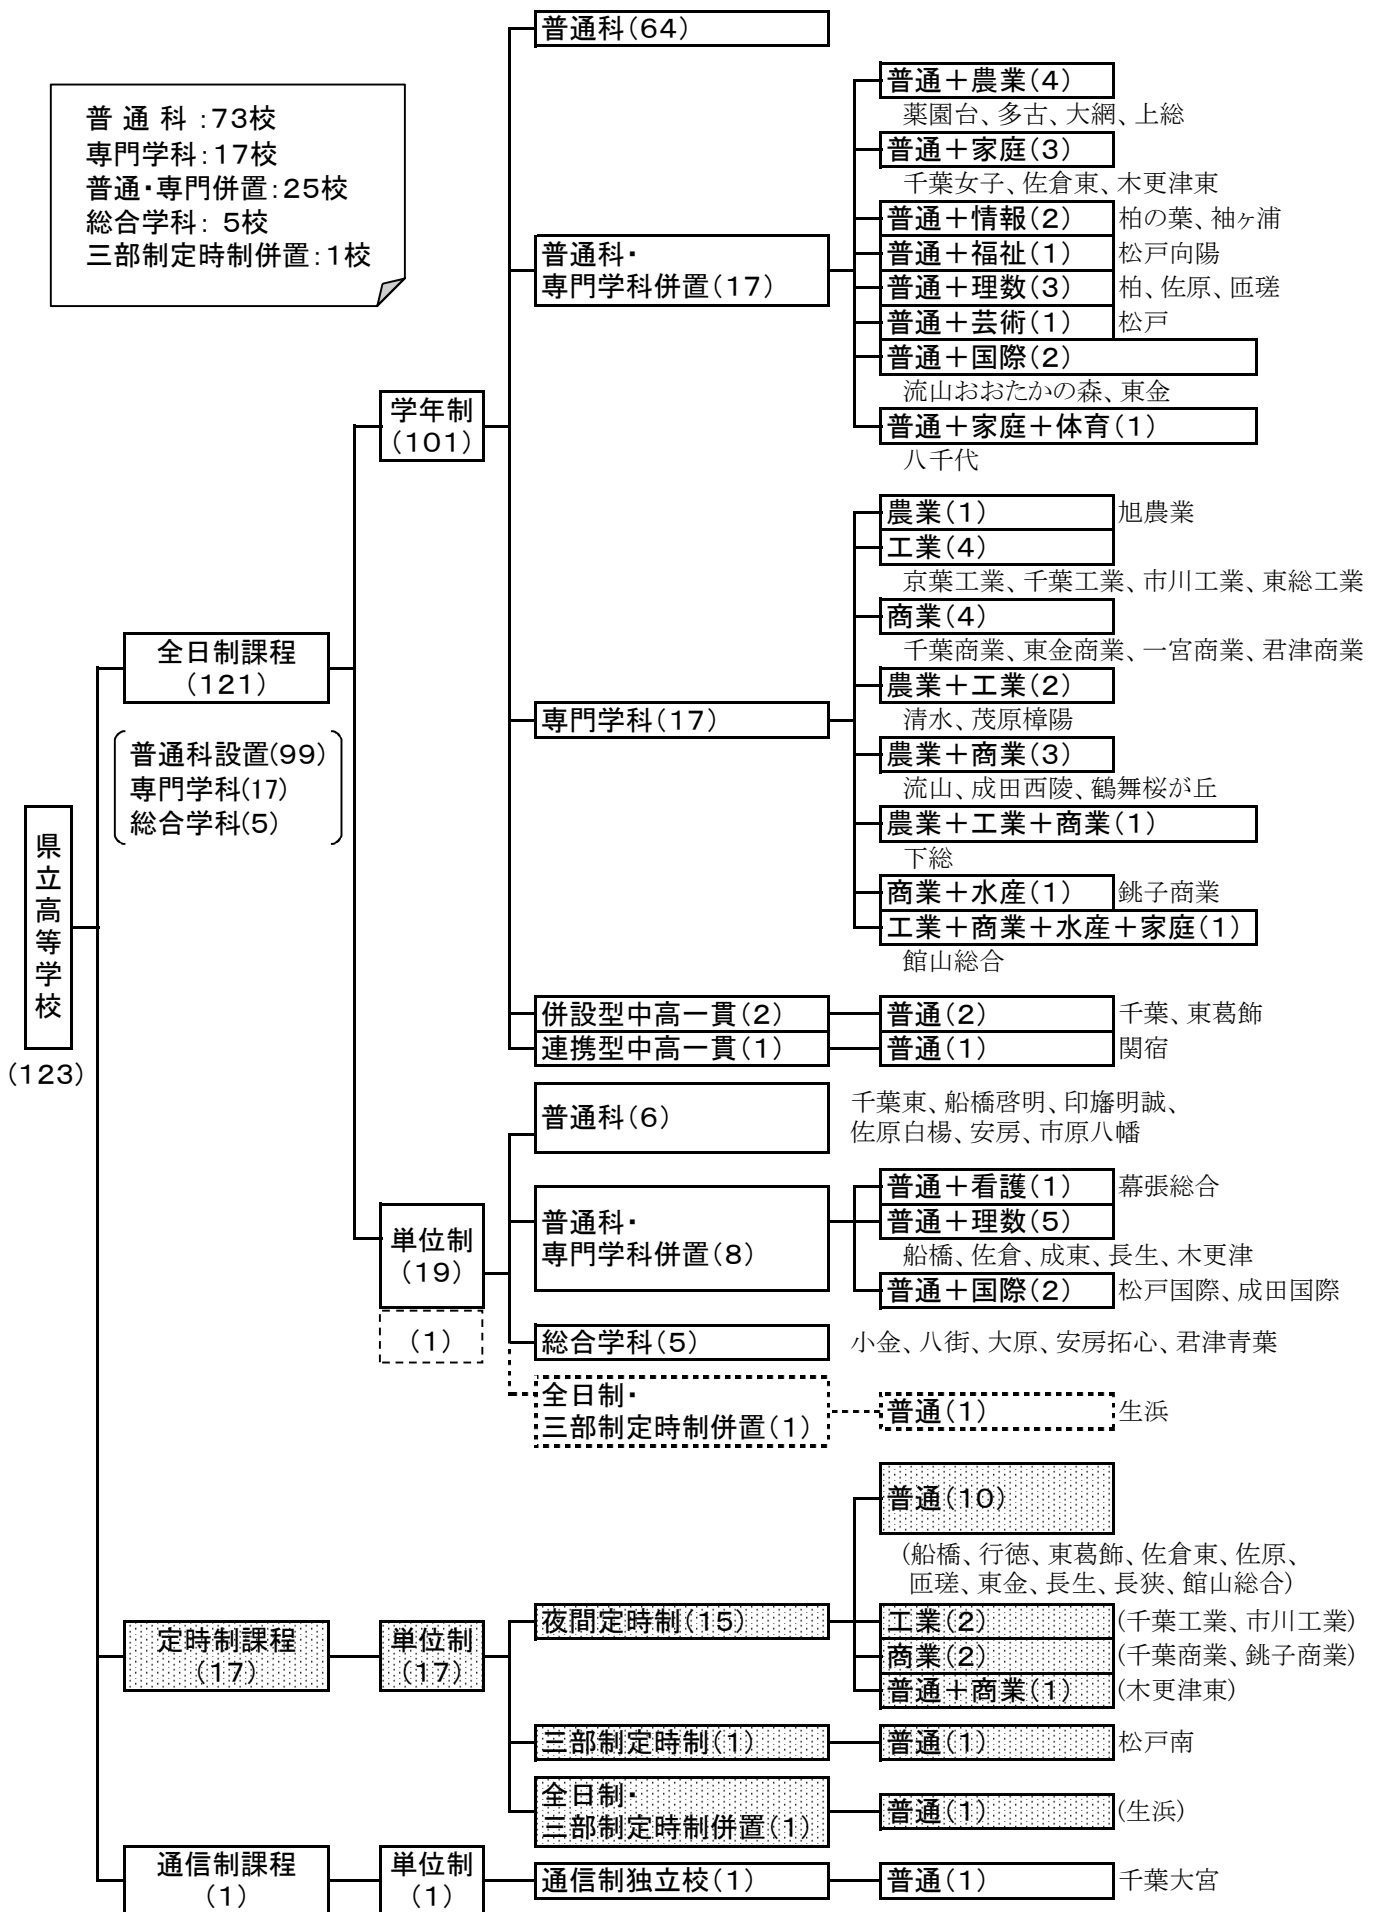 普通科(64)
普 通 科 :73校
専門学科:17校
普通・専門併置:25校
総合学科: 5校
三部制定時制併置:1校
普通+農業(4)
薬園台、多古、大網、上総
普通+家庭(3)
千葉女子、佐倉東、木更津東
普通+情報(2) 柏の葉、袖ヶ浦
普通科・
専門学科併置(17)
普通+福祉(1) 松戸向陽
普通+理数(3) 柏、佐原、匝瑳
普通+芸術(1) 松戸
普通+国際(2)
流山おおたかの森、東金
普通+家庭+体育(1)
八千代
学年制
(101)
農業(1) 旭農業
工業(4)
京葉工業、千葉工業、市川工業、東総工業
商業(4)
千葉商業、東金商業、一宮商業、君津商業
全日制課程
(121)
農業+工業(2)
清水、茂原樟陽
専門学科(17)
普通科設置(99)
専門学科(17)
総合学科(5)
農業+商業(3)
流山、成田西陵、鶴舞桜が丘
農業+工業+商業(1)
下総
県立高等学校
(123)
商業+水産(1) 銚子商業
工業+商業+水産+家庭(1)
館山総合
併設型中高一貫(2) 普通(2) 千葉、東葛飾
連携型中高一貫(1) 普通(1) 関宿
普通科(6)
千葉東、船橋啓明、印旛明誠、
佐原白楊、安房、市原八幡
単位制
(19)
(1)
普通科・
専門学科併置(8)
普通+看護(1) 幕張総合
普通+理数(5)
船橋、佐倉、成東、長生、木更津
普通+国際(2) 松戸国際、成田国際
総合学科(5) 小金、八街、大原、安房拓心、君津青葉
全日制・
三部制定時制併置(1)
普通(1) 生浜
普通(10)
(船橋、行徳、東葛飾、佐倉東、佐原、
匝瑳、東金、長生、長狭、館山総合)
定時制課程
(17)
単位制
(17)
夜間定時制(15)
工業(2) (千葉工業、市川工業)
商業(2) (千葉商業、銚子商業)
普通+商業(1) (木更津東)
三部制定時制(1) 普通(1) 松戸南
全日制・
三部制定時制併置(1)
普通(1) (生浜)
通信制課程
(1)
単位制
(1)
通信制独立校(1) 普通(1) 千葉大宮